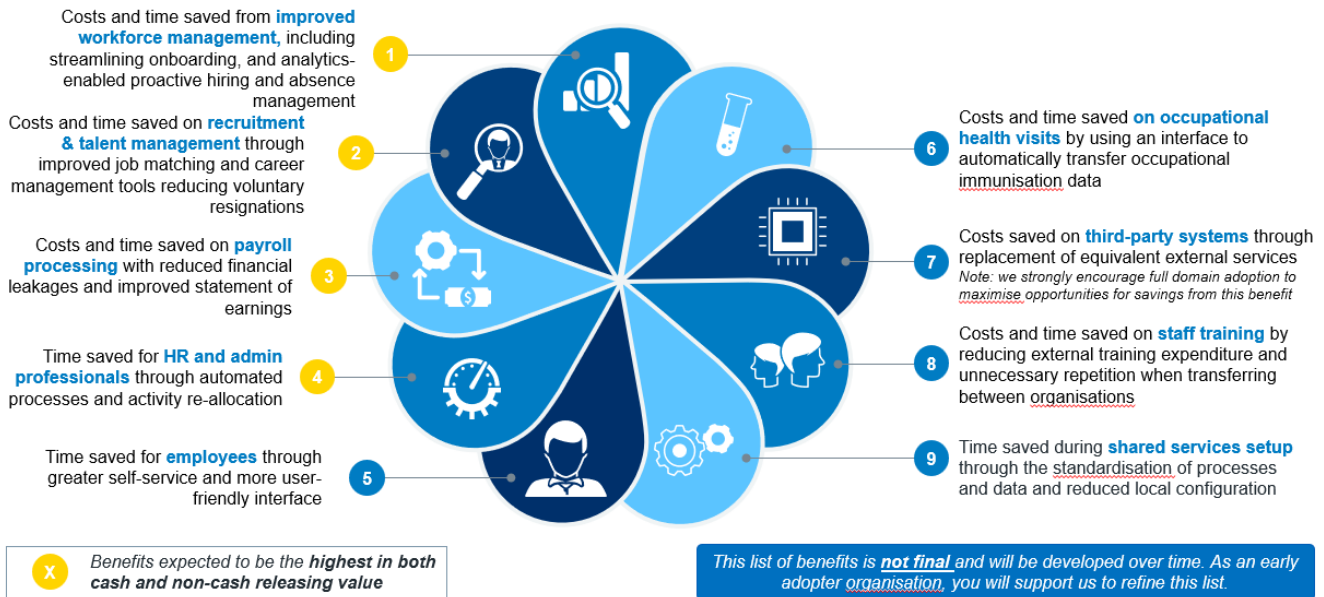 Costs and time saved from improved
workforce management, including
streamlining onboarding, and analytics-
enabled proactive hiring and absence
management
1
Costs and time saved on recruitment
& talent management through
improved job matching and career
management tools reducing voluntary
resignations
2
Costs and time saved on payroll
processing with reduced financial
leakages and improved statement of
earnings
3
Time saved for HR and admin
professionals through automated
processes and activity re-allocation
4
Time saved for employees through
greater self-service and more user-
friendly interface
5
$
6
Costs and time saved on occupational
health visits by using an interface to
automatically transfer occupational
immunisation data
7
Costs saved on third-party systems through
replacement of equivalent external services
Note: we strongly encourage full domain adoption to
maximise opportunities for savings from this benefit
8
Costs and time saved on staff training by
reducing external training expenditure and
unnecessary repetition when transferring
between organisations
9
Time saved during shared services setup
through the standardisation of processes
and data and reduced local configuration
X
Benefits expected to be the highest in both
cash and non-cash releasing value
This list of benefits is not final and will be developed over time. As an early
adopter organisation, you will support us to refine this list.